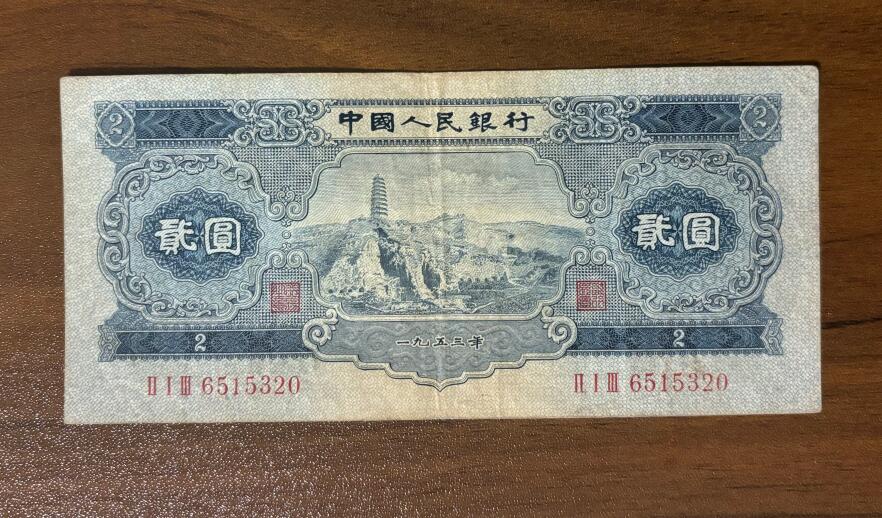 2 中國人民銀行 2
貳圓 貳圓
2 一九五三年 2
II I III 6515320 II I III 6515320